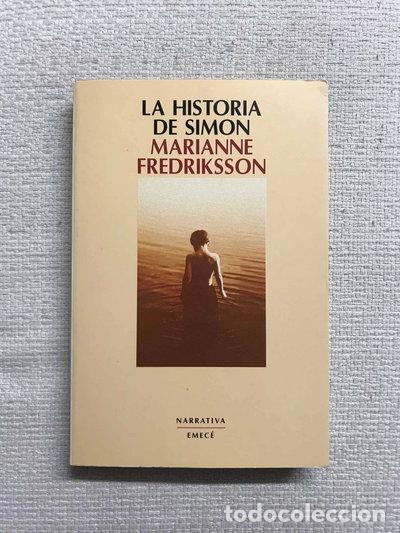 LA HISTORIA
DE SIMON
MARIANNE
FREDRIKSSON
NARRATIVA
EMECÉ
todocoleccion